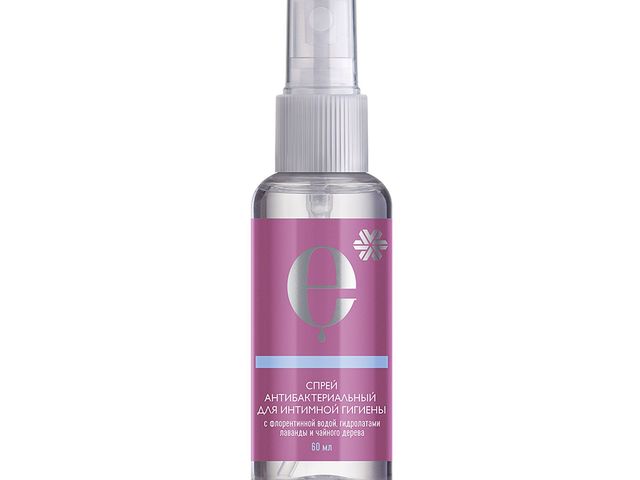 e
СПРЕЙ
АНТИБАКТЕРИАЛЬНЫЙ
ДЛЯ ИНТИМНОЙ ГИГИЕНЫ
с флорентинной водой, гидролатами
лаванды и чайного дерева
60 мл